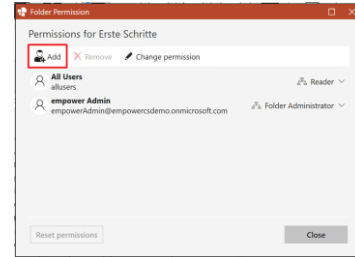 Folder Permission
Permissions for Erste Schritte
Add Remove Change permission
All Users
allusers
Reader
empower Admin
empowerAdmin@empowercsdemo.onmicrosoft.com
Folder Administrator
Reset permissions Close